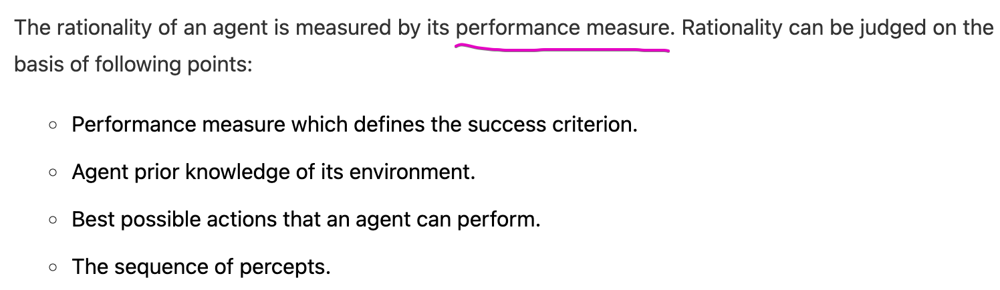 The rationality of an agent is measured by its performance measure. Rationality can be judged on the
basis of following points:
○ Performance measure which defines the success criterion.
○ Agent prior knowledge of its environment.
○ Best possible actions that an agent can perform.
○ The sequence of percepts.